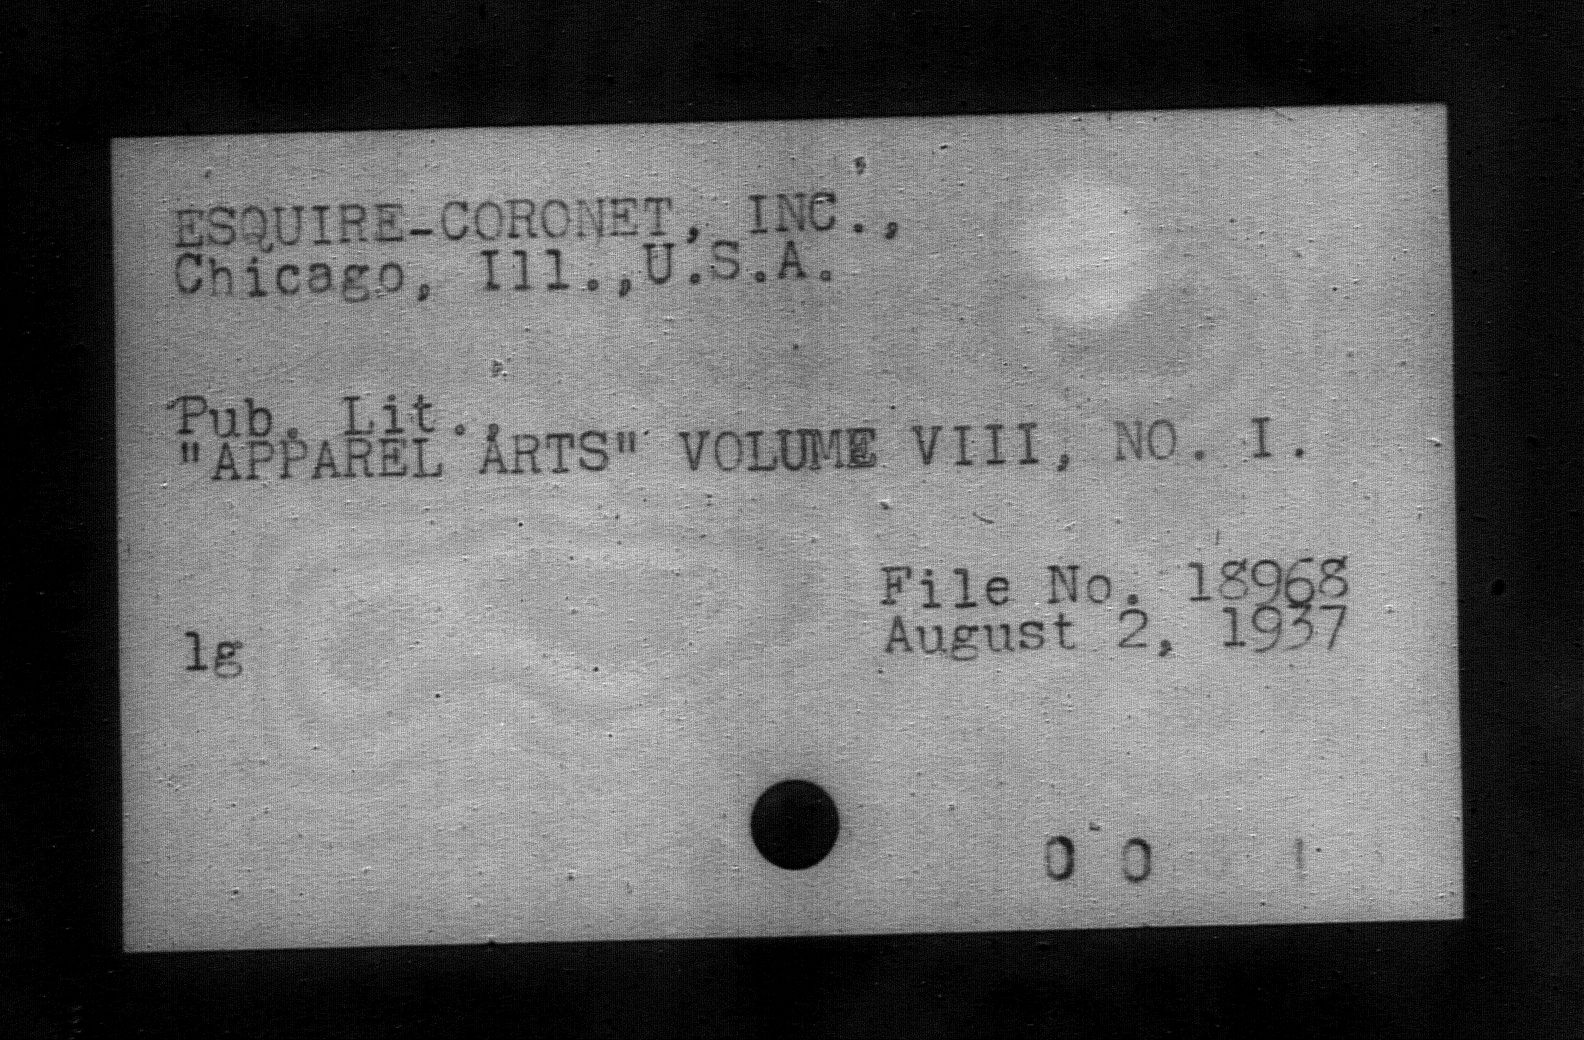 ESQUIRE-CORONET, INC.,
Chicago, Ill.,U.S.A.
Pub. Lit.,
"APPAREL ARTS" VOLUME VIII, NO. I.
File No. 18968
August 2, 1937
lg
0 0